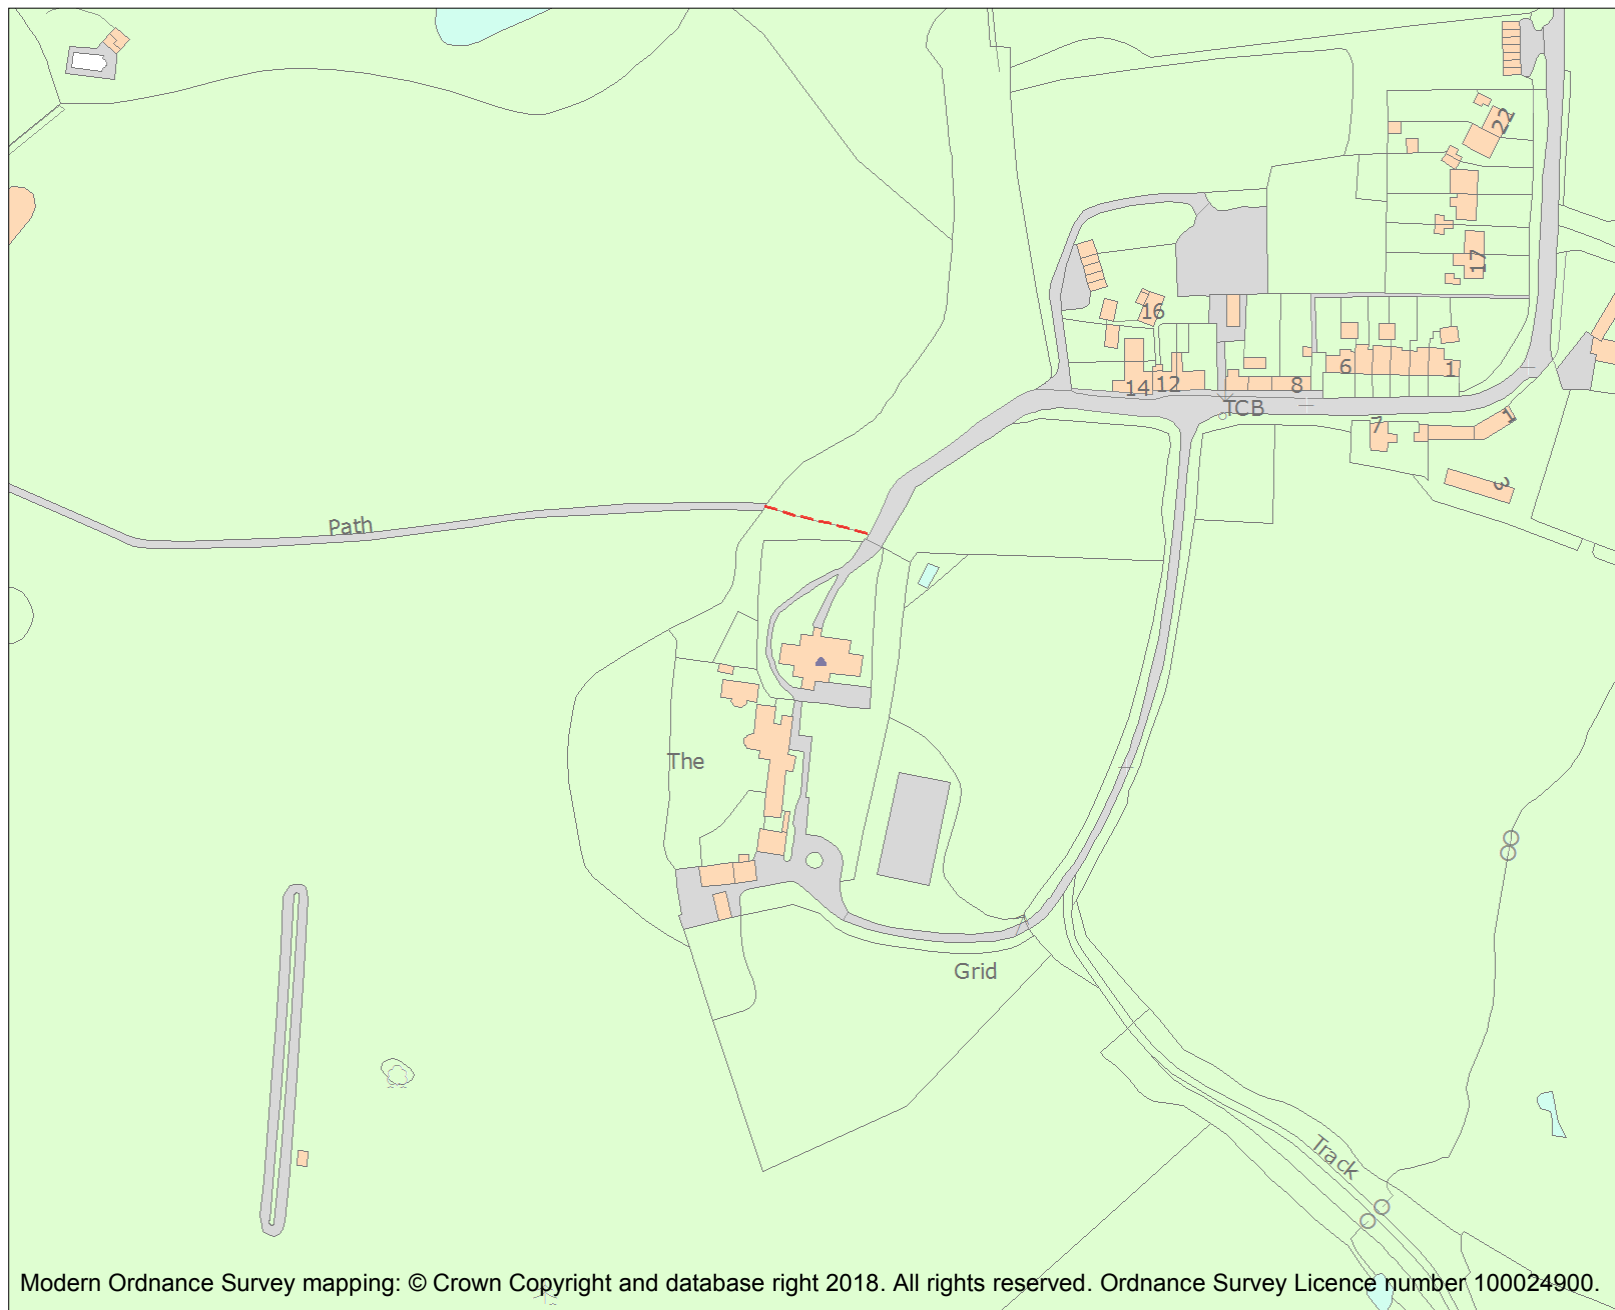 22
17
16
6
1
14
12
8
TCB
7
1
3
Path
The
Grid
Track
Modern Ordnance Survey mapping: © Crown Copyright and database right 2018. All rights reserved. Ordnance Survey Licence number 100024900.